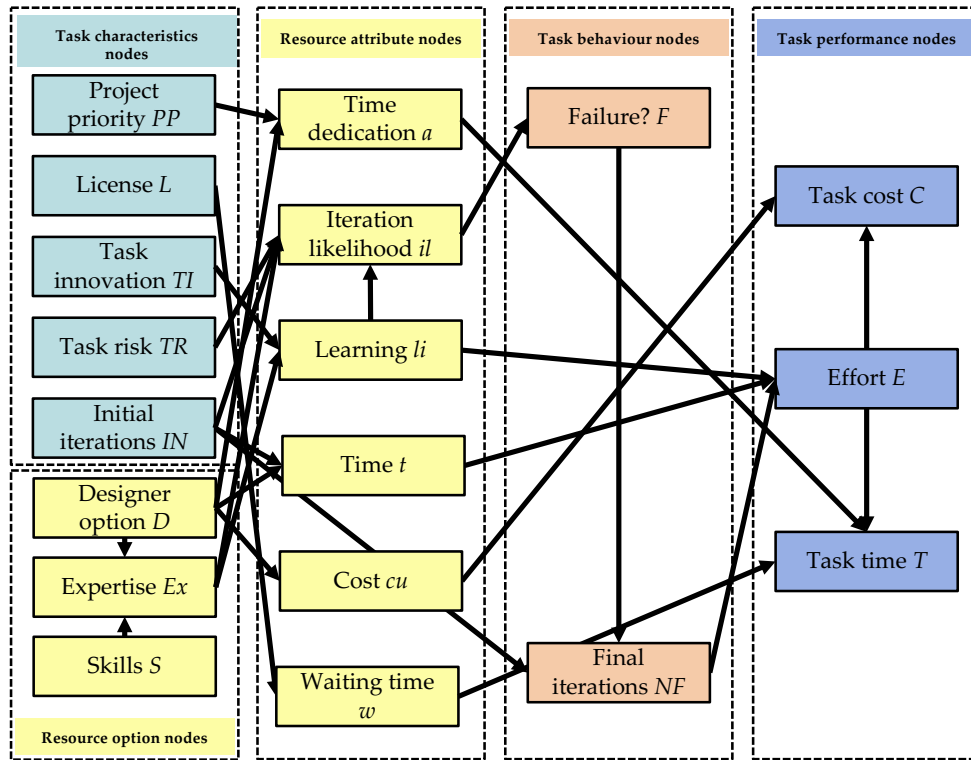 Task characteristics
nodes
Project
priority PP
License L
Task
innovation TI
Task risk TR
Initial
iterations IN
Designer
option D
Expertise Ex
Skills S
Resource option nodes
Resource attribute nodes
Time
dedication a
Iteration
likelihood il
Learning li
Time t
Cost cu
Waiting time
w
Task behaviour nodes
Failure? F
Final
iterations NF
Task performance nodes
Task cost C
Effort E
Task time T